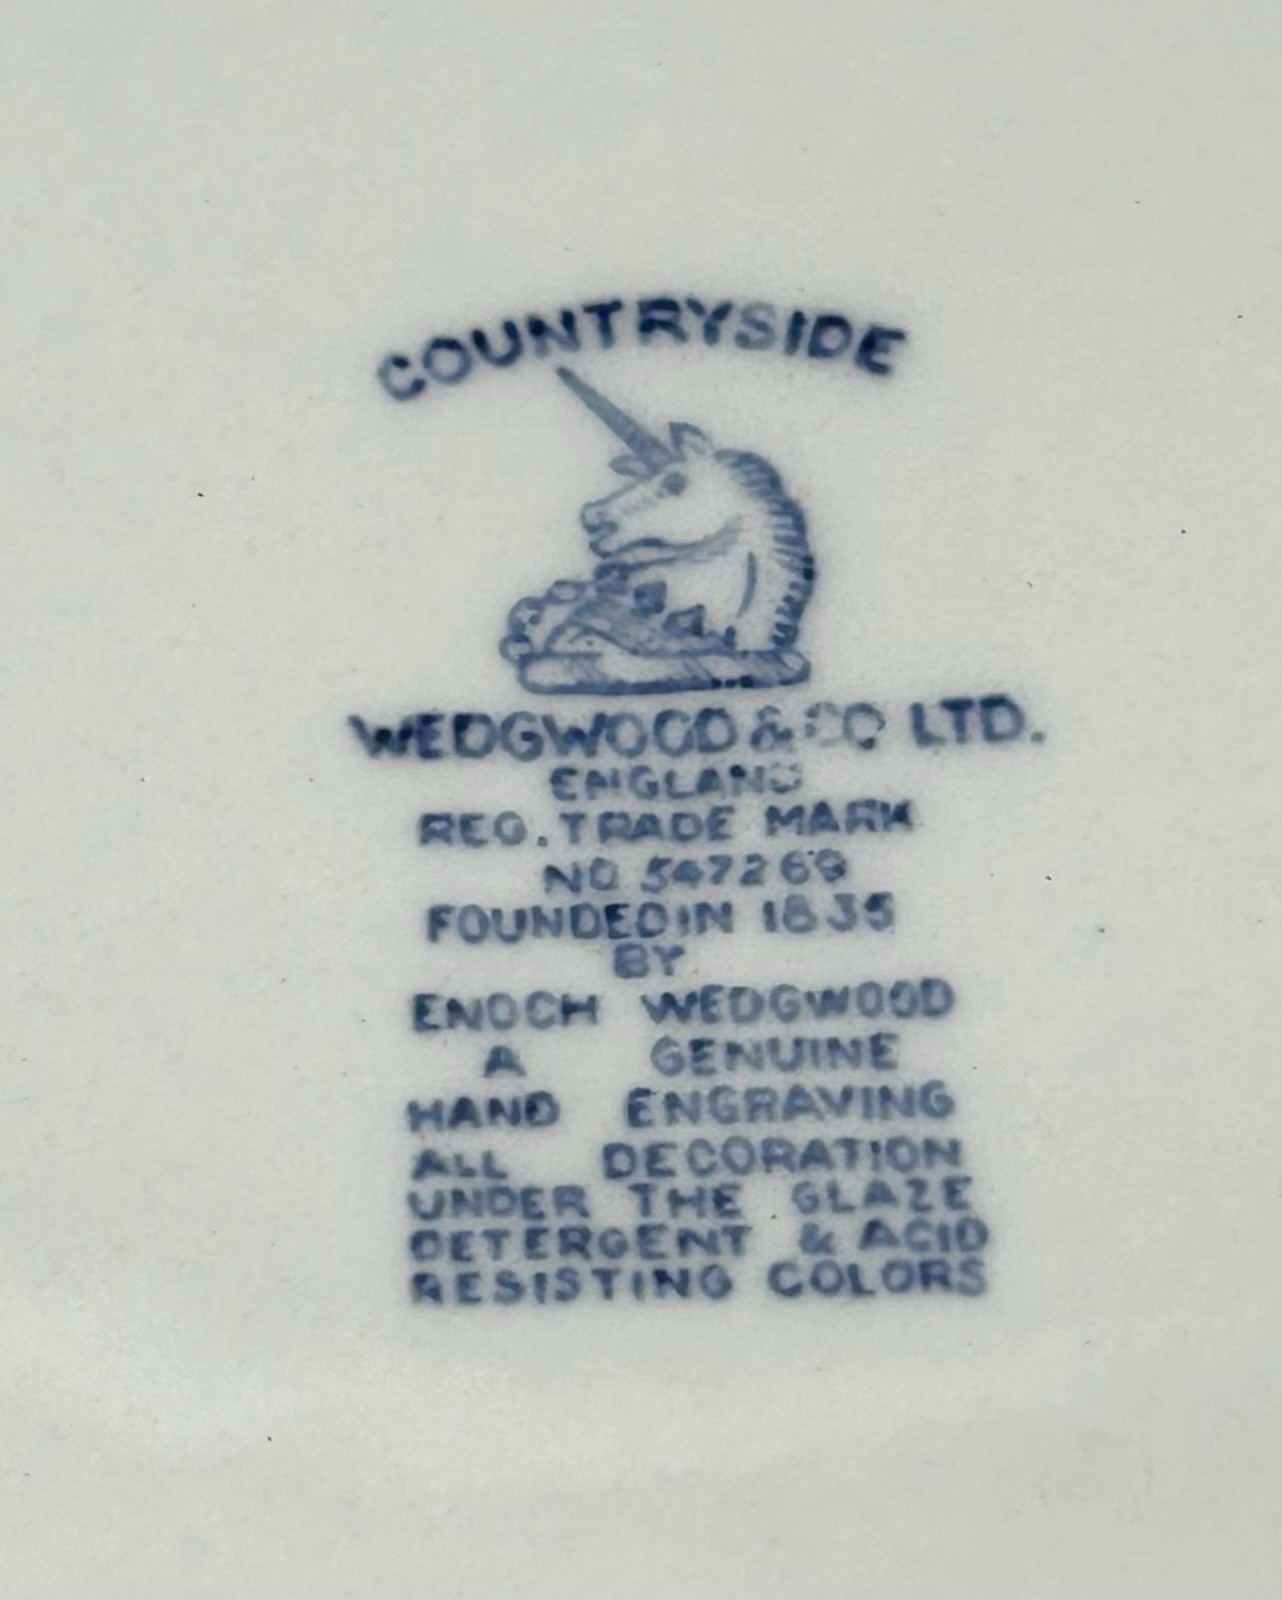 COUNTRYSIDE
WEDGWOOD & CO LTD.
ENGLAND
REG. TRADE MARK
NO 547269
FOUNDED IN 1835
BY
ENOCH WEDGWOOD
A GENUINE
HAND ENGRAVING
ALL DECORATION
UNDER THE GLAZE
DETERGENT & ACID
RESISTING COLORS